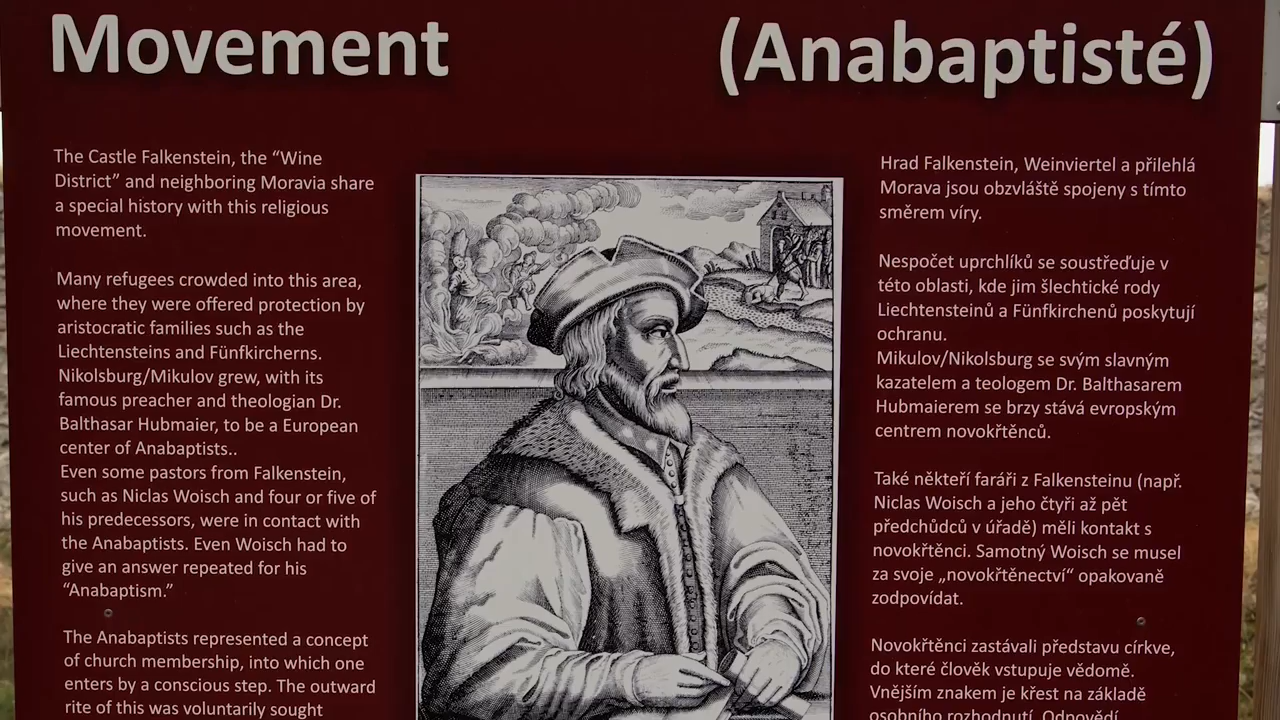 Movement
(Anabaptisté)
The Castle Falkenstein, the “Wine
District” and neighboring Moravia share
a special history with this religious
movement.
Many refugees crowded into this area,
where they were offered protection by
aristocratic families such as the
Liechtensteins and Fünfkircherns.
Nikolsburg/Mikulov grew, with its
famous preacher and theologian Dr.
Balthasar Hubmaier, to be a European
center of Anabaptists..
Even some pastors from Falkenstein,
such as Niclas Woisch and four or five of
his predecessors, were in contact with
the Anabaptists. Even Woisch had to
give an answer repeated for his
“Anabaptism.”
The Anabaptists represented a concept
of church membership, into which one
enters by a conscious step. The outward
rite of this was voluntarily sought
Hrad Falkenstein, Weinviertel a přilehlá
Morava jsou obzvláště spojeny s tímto
směrem víry.
Nespočet uprchlíků se soustřeďuje v
této oblasti, kde jim šlechtické rody
Liechtensteinů a Fünfkirchenů poskytují
ochranu.
Mikulov/Nikolsburg se svým slavným
kazatelem a teologem Dr. Balthasarem
Hubmaierem se brzy stává evropským
centrem novokřtěnců.
Také někteří faráři z Falkensteinu (např.
Niclas Woisch a jeho čtyři až pět
předchůdců v úřadě) měli kontakt s
novokřtěnci. Samotný Woisch se musel
za svoje „novokřtěnectví“ opakovaně
zodpovídat.
Novokřtěnci zastávali představu církve,
do které člověk vstupuje vědomě.
Vnějším znakem je křest na základě
osobního rozhodnutí. Odpovědí